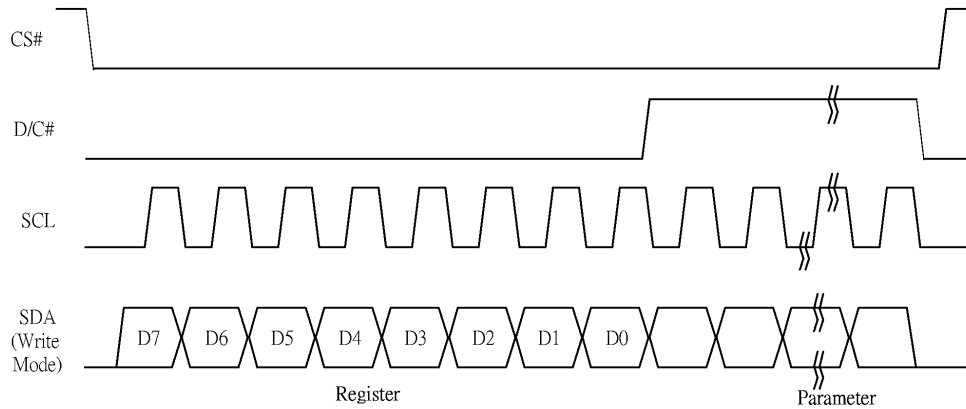 CS#
D/C#
SCL
SDA
(Write
Mode)
D7 D6 D5 D4 D3 D2 D1 D0
Register
Parameter